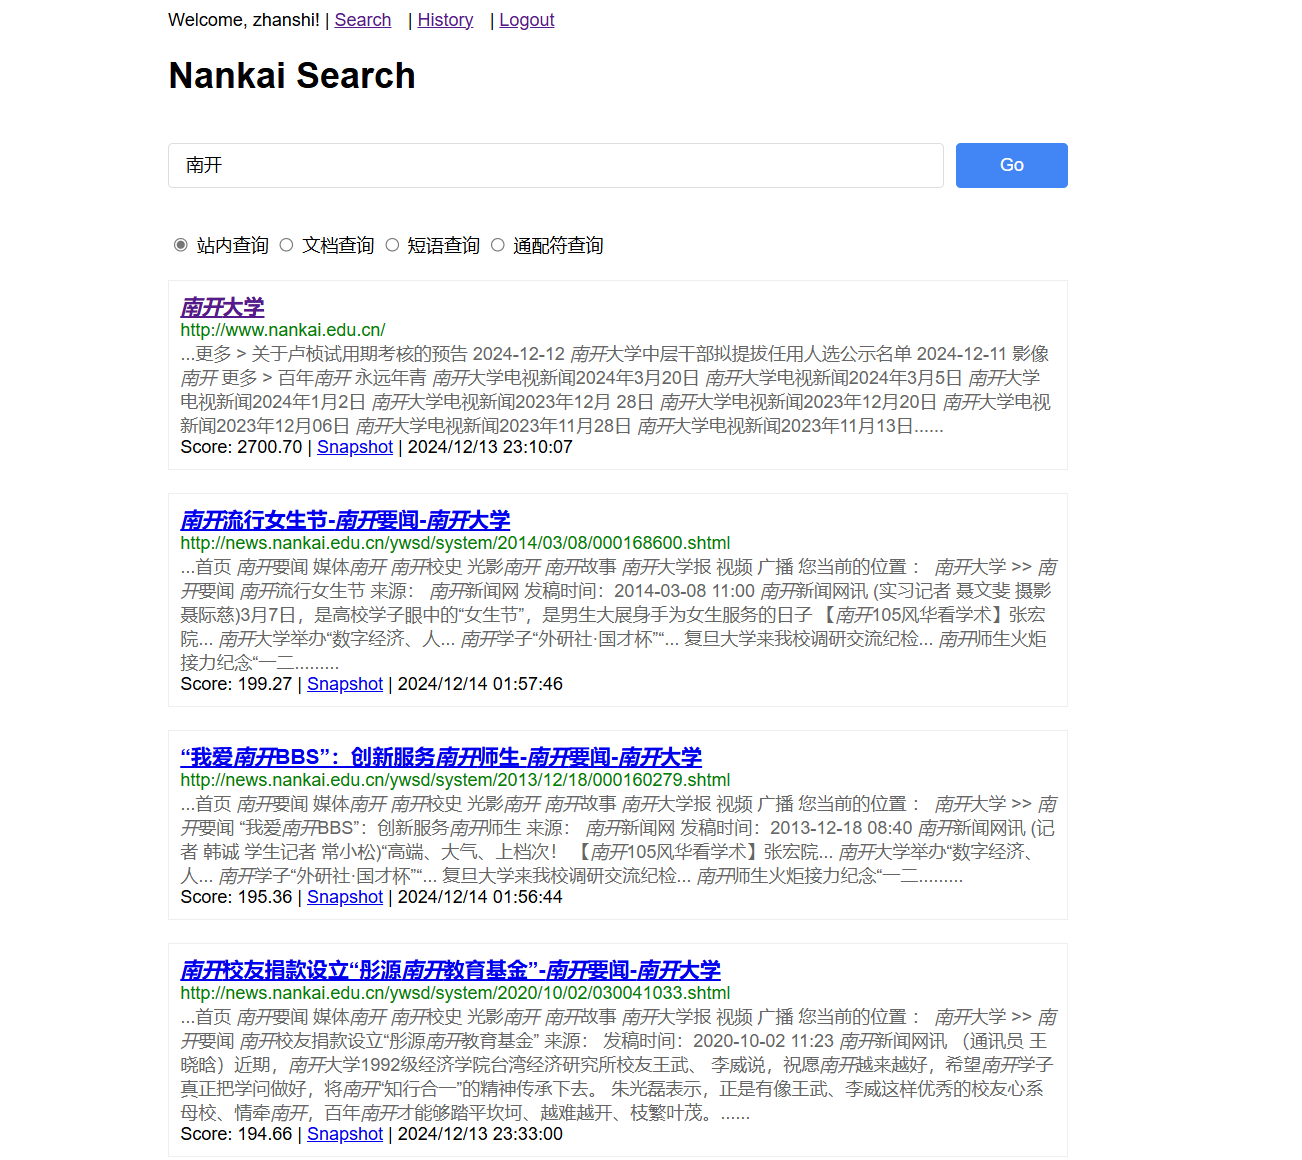 Welcome, zhanshi! | Search | History | Logout
Nankai Search
南开
Go
站内查询 文档查询 短语查询 通配符查询
南开大学
http://www.nankai.edu.cn/
...更多 > 关于卢桢试用期考核的预告 2024-12-12 南开大学中层干部拟提拔任用人选公示名单 2024-12-11 影像
南开 更多 > 百年南开 永远年青 南开大学电视新闻2024年3月20日 南开大学电视新闻2024年3月5日 南开大学
电视新闻2024年1月2日 南开大学电视新闻2023年12月 28日 南开大学电视新闻2023年12月20日 南开大学电视
新闻2023年12月06日 南开大学电视新闻2023年11月28日 南开大学电视新闻2023年11月13日......
Score: 2700.70 | Snapshot | 2024/12/13 23:10:07
南开流行女生节-南开要闻-南开大学
http://news.nankai.edu.cn/ywsd/system/2014/03/08/000168600.shtml
...首页 南开要闻 媒体南开 南开校史 光影南开 南开故事 南开大学报 视频 广播 您当前的位置 ： 南开大学 >> 南
开要闻 南开流行女生节 来源： 南开新闻网 发稿时间：2014-03-08 11:00 南开新闻网讯 (实习记者 聂文斐 摄影
聂际慈)3月7日，是高校学子眼中的“女生节”，是男生大展身手为女生服务的日子 【南开105风华看学术】张宏
院... 南开大学举办“数字经济、人... 南开学子“外研社·国才杯”“... 复旦大学来我校调研交流纪检... 南开师生火炬
接力纪念“一二.........
Score: 199.27 | Snapshot | 2024/12/14 01:57:46
“我爱南开BBS”：创新服务南开师生-南开要闻-南开大学
http://news.nankai.edu.cn/ywsd/system/2013/12/18/000160279.shtml
...首页 南开要闻 媒体南开 南开校史 光影南开 南开故事 南开大学报 视频 广播 您当前的位置 ： 南开大学 >> 南
开要闻 “我爱南开BBS”：创新服务南开师生 来源： 南开新闻网 发稿时间：2013-12-18 08:40 南开新闻网讯 (记
者 韩诚 学生记者 常小松)“高端、大气、上档次！ 【南开105风华看学术】张宏院... 南开大学举办“数字经济、
人... 南开学子“外研社·国才杯”“... 复旦大学来我校调研交流纪检... 南开师生火炬接力纪念“一二.........
Score: 195.36 | Snapshot | 2024/12/14 01:56:44
南开校友捐款设立“彤源南开教育基金”-南开要闻-南开大学
http://news.nankai.edu.cn/ywsd/system/2020/10/02/030041033.shtml
...首页 南开要闻 媒体南开 南开校史 光影南开 南开故事 南开大学报 视频 广播 您当前的位置 ： 南开大学 >> 南
开要闻 南开校友捐款设立“彤源南开教育基金” 来源： 发稿时间：2020-10-02 11:23 南开新闻网讯 （通讯员 王
晓晗）近期，南开大学1992级经济学院台湾经济研究所校友王武、 李威说，祝愿南开越来越好，希望南开学子
真正把学问做好，将南开“知行合一”的精神传承下去。 朱光磊表示，正是有像王武、李威这样优秀的校友心系
母校、情牵南开，百年南开才能够踏平坎坷、越难越开、枝繁叶茂。......
Score: 194.66 | Snapshot | 2024/12/13 23:33:00